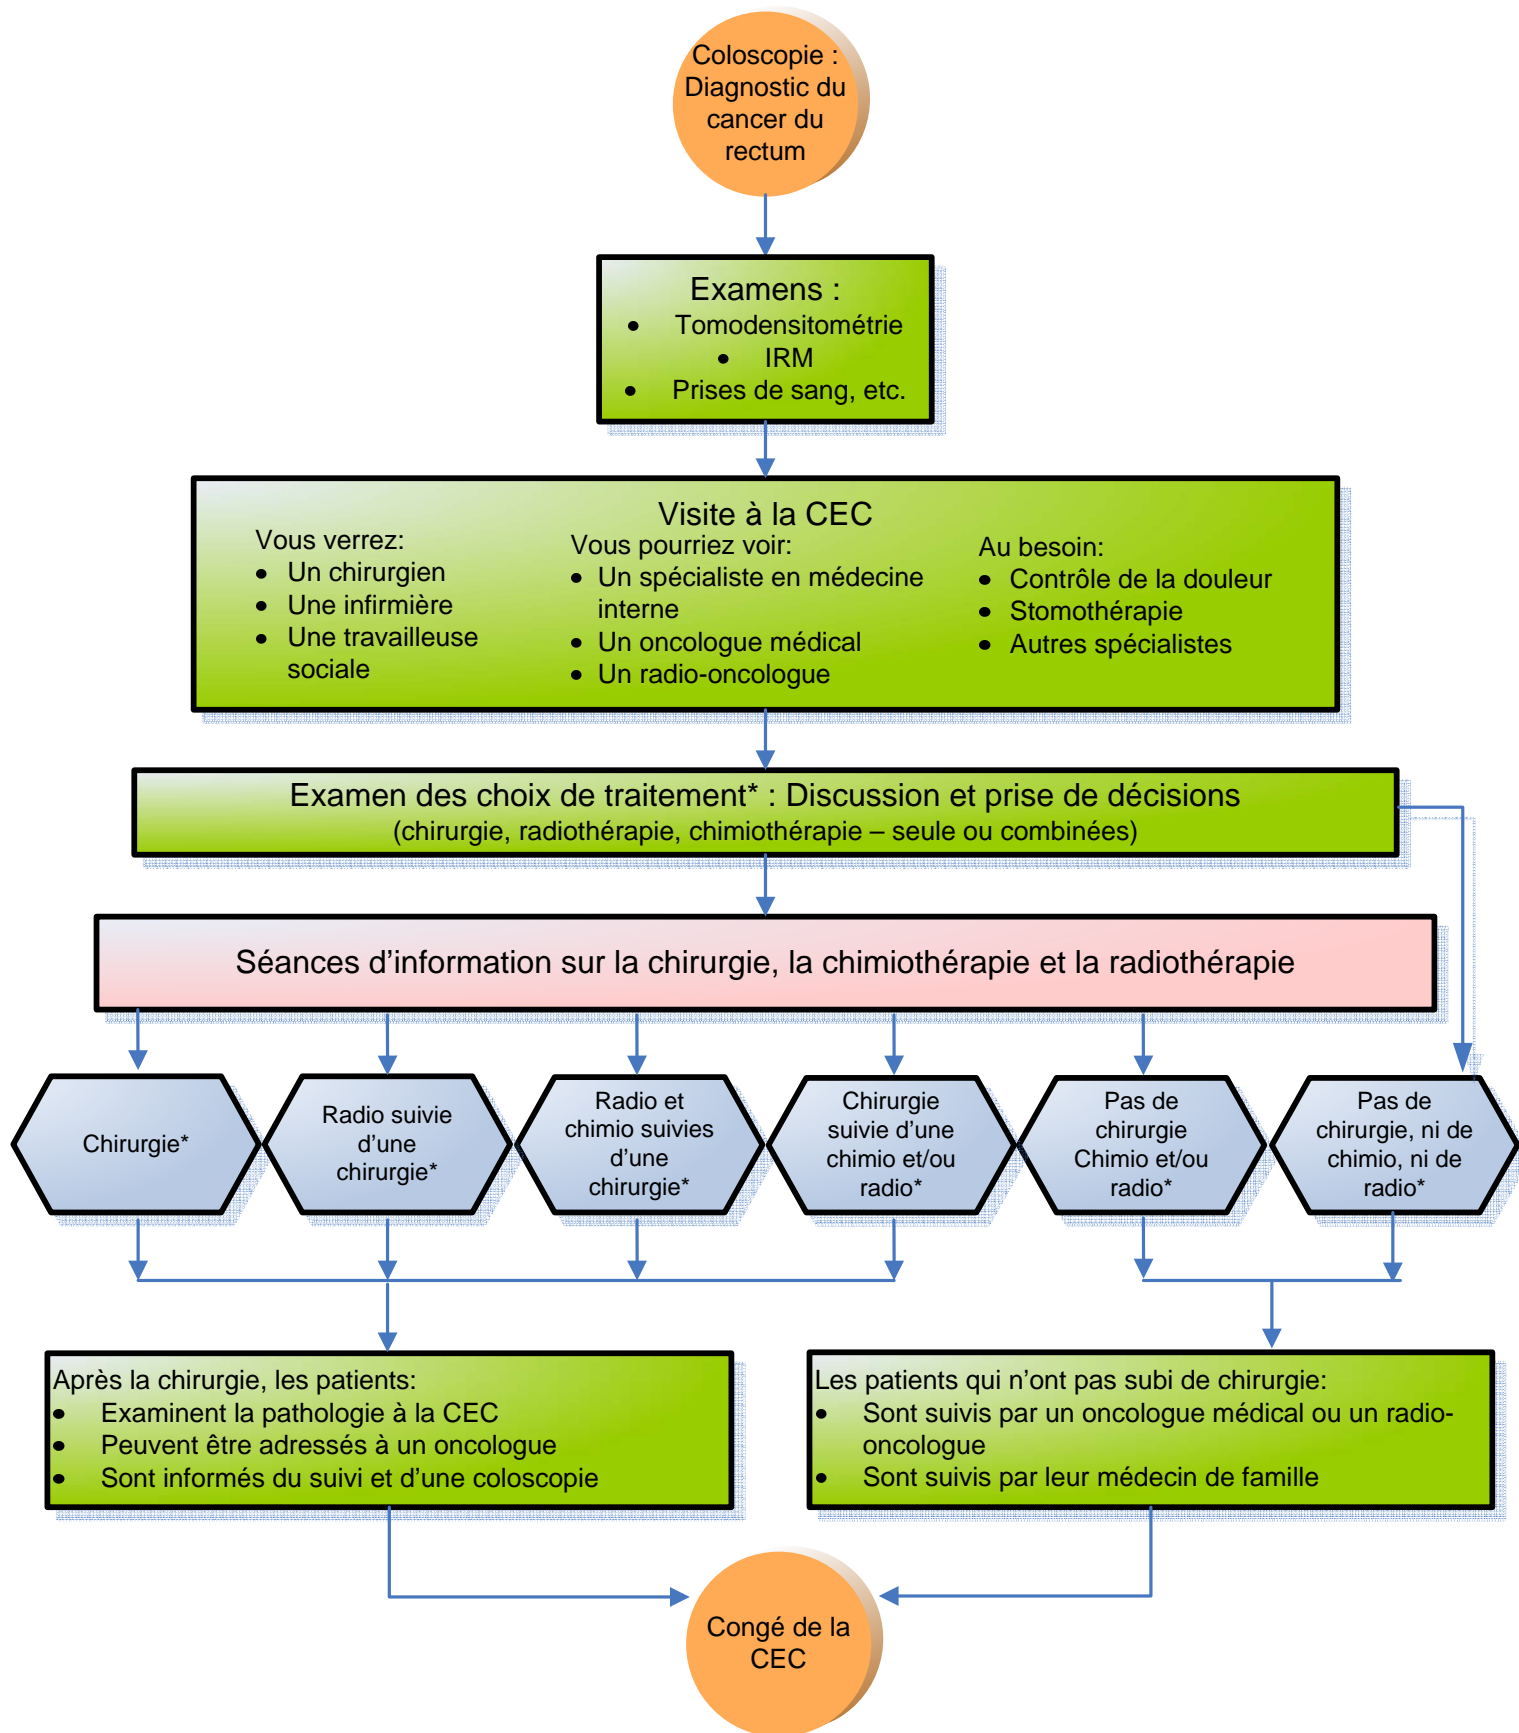 Coloscopie :
Diagnostic du
cancer du
rectum
Examens :
• Tomodensitométrie
• IRM
• Prises de sang, etc.
Visite à la CEC
Vous verrez:
• Un chirurgien
• Une infirmière
• Une travailleuse
sociale
Vous pourriez voir:
• Un spécialiste en médecine
interne
• Un oncologue médical
• Un radio-oncologue
Au besoin:
• Contrôle de la douleur
• Stomothérapie
• Autres spécialistes
Examen des choix de traitement* : Discussion et prise de décisions
(chirurgie, radiothérapie, chimiothérapie – seule ou combinées)
Séances d’information sur la chirurgie, la chimiothérapie et la radiothérapie
Chirurgie*
Radio suivie
d’une
chirurgie*
Radio et
chimio suivies
d’une
chirurgie*
Chirurgie
suivie d’une
chimio et/ou
radio*
Pas de
chirurgie
Chimio et/ou
radio*
Pas de
chirurgie, ni de
chimio, ni de
radio*
Après la chirurgie, les patients:
• Examinent la pathologie à la CEC
• Peuvent être adressés à un oncologue
• Sont informés du suivi et d’une coloscopie
Les patients qui n’ont pas subi de chirurgie:
• Sont suivis par un oncologue médical ou un radio-
oncologue
• Sont suivis par leur médecin de famille
Congé de la
CEC